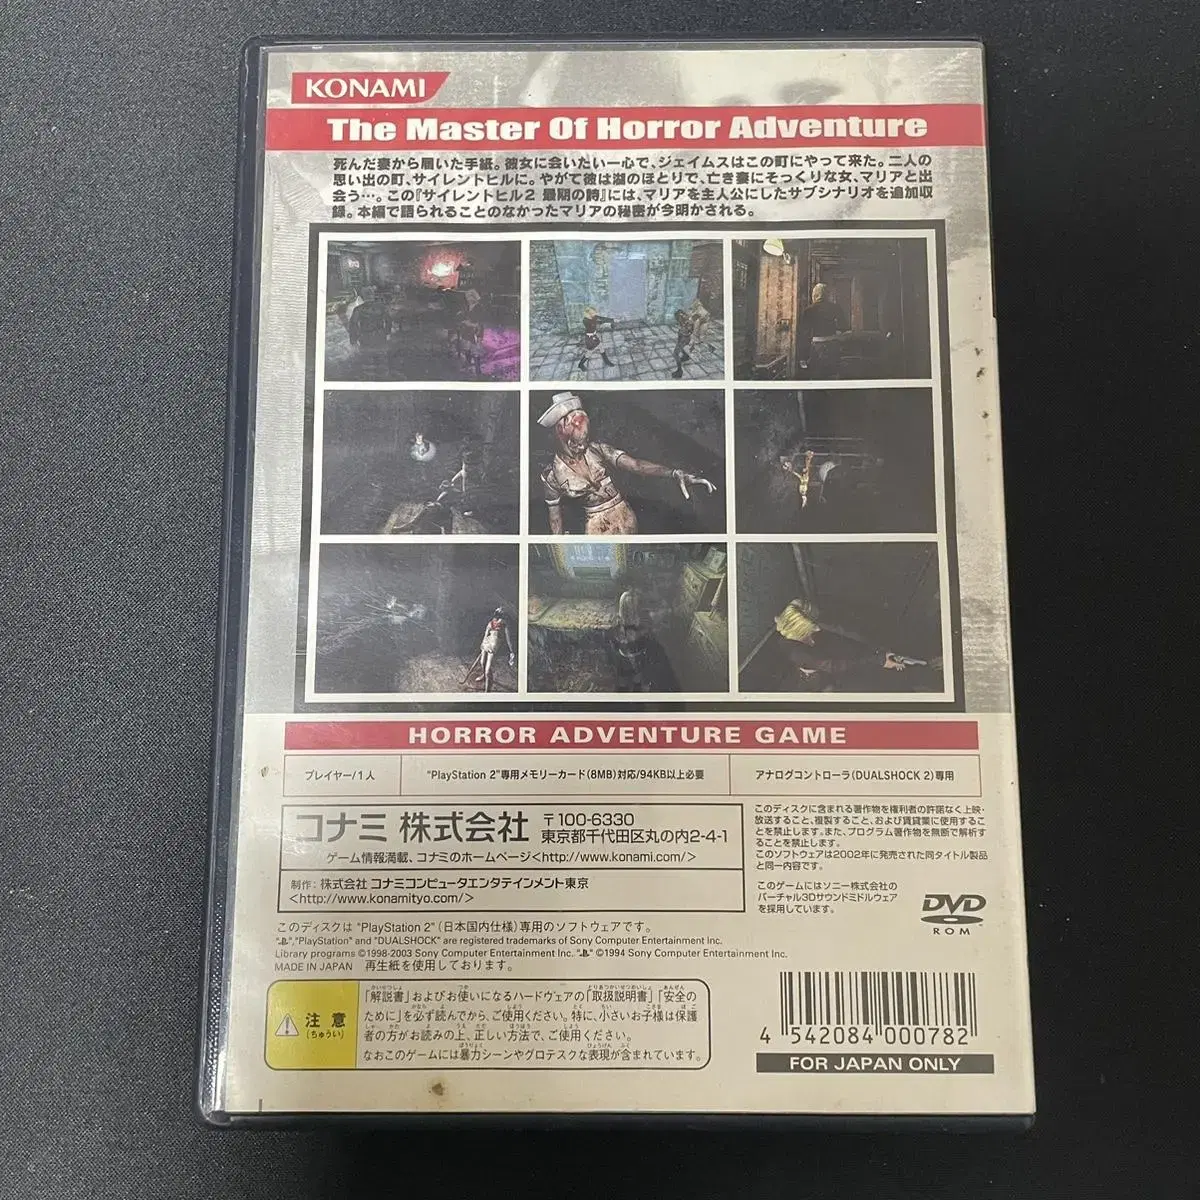 KONAMI
The Master Of Horror Adventure
死んだ妻から届いた手紙。彼女に会いたい一心で、ジェイムスはこの町にやって来た。二人の
思い出の町、サイレントヒルに。やがて彼は湖のほとりで、亡き妻にそっくりな女、マリアと出
会う…。この『サイレントヒル2 最期の詩』には、マリアを主人公にしたサブシナリオを追加収
録。本編で語られることのなかったマリアの秘密が今明かされる。
HORROR ADVENTURE GAME
プレイヤー/1人
"PlayStation 2"専用メモリーカード(8MB)対応/94KB以上必要
アナログコントローラ(DUALSHOCK 2)専用
コナミ 株式会社
〒100-6330
東京都千代田区丸の内2-4-1
ゲーム情報満載、コナミのホームページ<http://www.konami.com/>
制作: 株式会社 コナミコンピュータエンタテインメント東京
<http://www.konamityo.com/>
このディスクに含まれる著作物を権利者の許諾なく上映・
放送すること、複製すること、および賃貸業に使用するこ
とを禁止します。また、プログラム著作物を無断で解析す
ることを禁止します。
このソフトウェアは2002年に発売された同タイトル製品
と同一内容です。
このゲームにはソニー株式会社の
バーチャル3Dサウンドミドルウェア
を採用しています。
DVD
ROM
このディスクは "PlayStation 2" (日本国内仕様) 専用のソフトウェアです。
"PlayStation" and "DUALSHOCK" are registered trademarks of Sony Computer Entertainment Inc.
Library programs ©1998-2003 Sony Computer Entertainment Inc. ©1994 Sony Computer Entertainment Inc.
MADE IN JAPAN 再生紙を使用しております。
注意
(ちゅうい)
「解説書」およびお使いになるハードウェアの「取扱説明書」「安全の
ために」を必ず読んでから、ご使用ください。特に、小さいお子様は保護
者の方がお読みの上、正しい方法で、ご使用ください。
なおこのゲームには暴力シーンやグロテスクな表現が含まれています。
4 542084 000782
FOR JAPAN ONLY